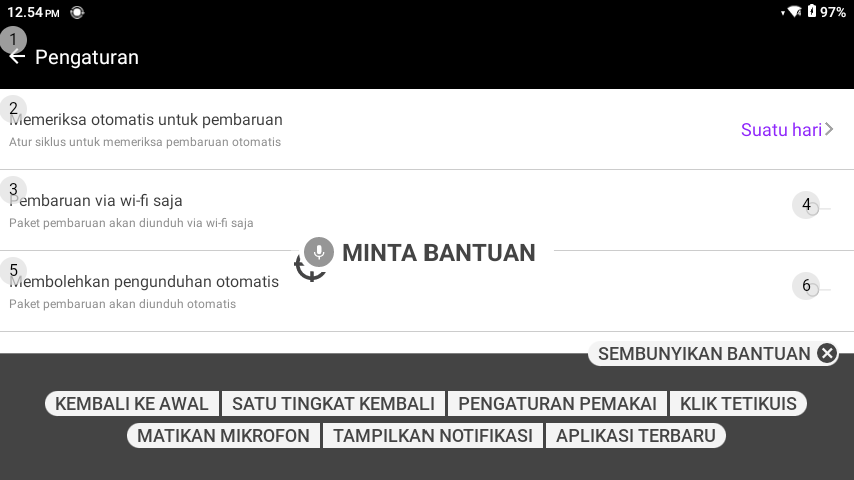 12.54 PM
97%
1
Pengaturan
2
Memeriksa otomatis untuk pembaruan
Atur siklus untuk memeriksa pembaruan otomatis
Suatu hari
3
Pembaruan via wi-fi saja
Paket pembaruan akan diunduh via wi-fi saja
4
MINTA BANTUAN
5
Membolehkan pengunduhan otomatis
Paket pembaruan akan diunduh otomatis
6
SEMBUNYIKAN BANTUAN
KEMBALI KE AWAL
SATU TINGKAT KEMBALI
PENGATURAN PEMAKAI
KLIK TETIKUIS
MATIKAN MIKROFON
TAMPILKAN NOTIFIKASI
APLIKASI TERBARU